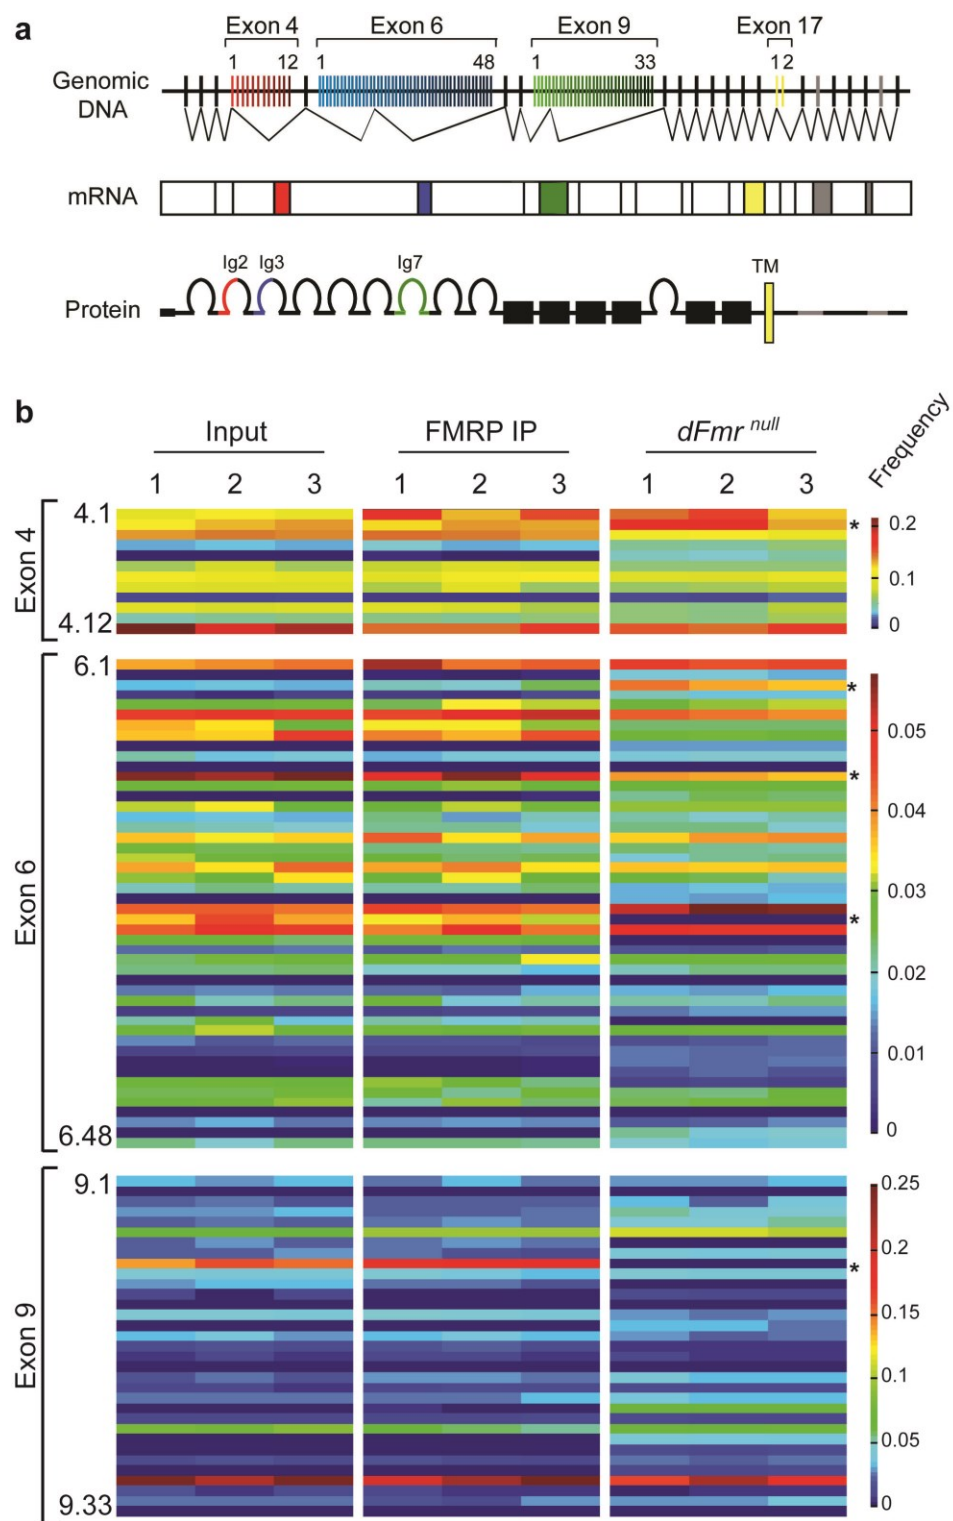 a
Exon 4 Exon 6 Exon 9 Exon 17
1 12 1 48 1 33 1 2
Genomic
DNA
mRNA
Ig2 Ig3 Ig7 TM
Protein
b
Input FMRP IP dFmr null Frequency
1 2 3 1 2 3 1 2 3
Exon 4
4.1
4.12
*
0.2
0.1
0
Exon 6
6.1
6.48
*
*
*
0.05
0.04
0.03
0.02
0.01
0
Exon 9
9.1
9.33
*
0.25
0.2
0.15
0.1
0.05
0